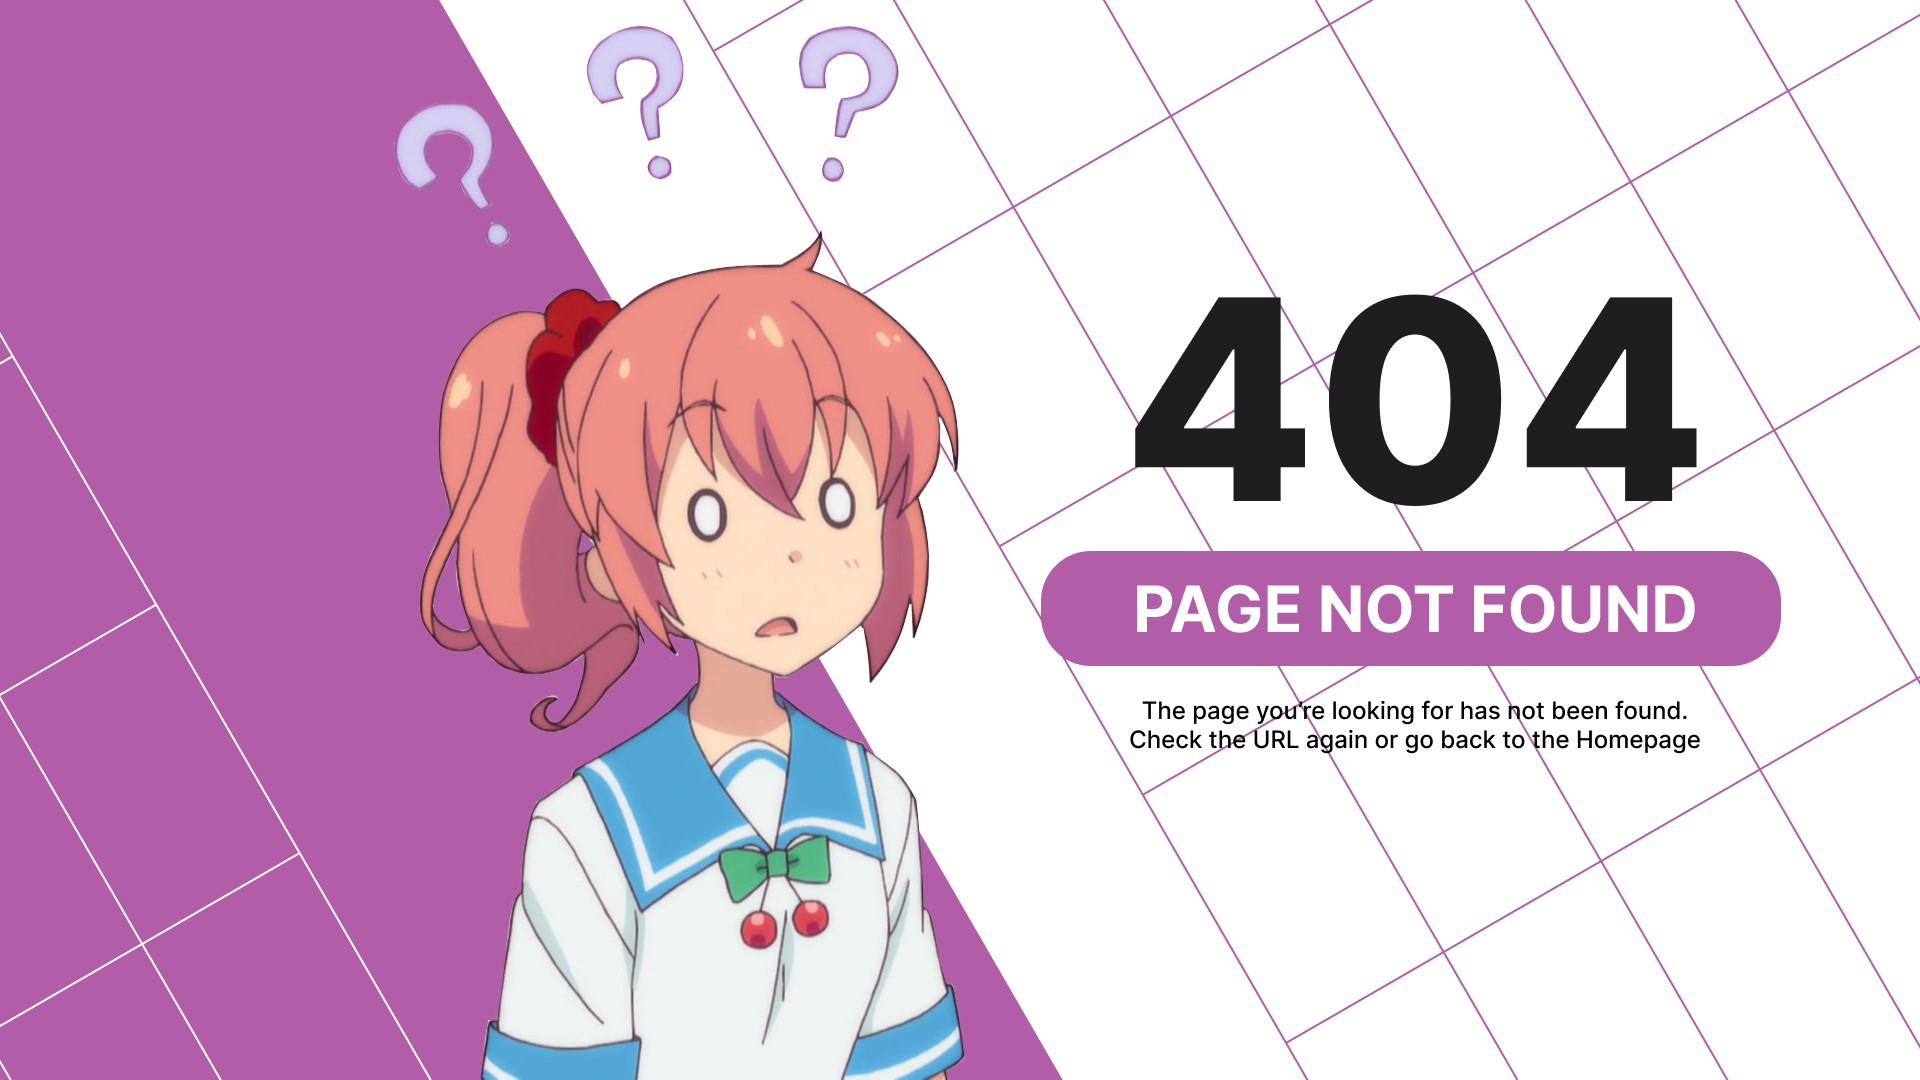 ? ? ?
404
PAGE NOT FOUND
The page you're looking for has not been found.
Check the URL again or go back to the Homepage